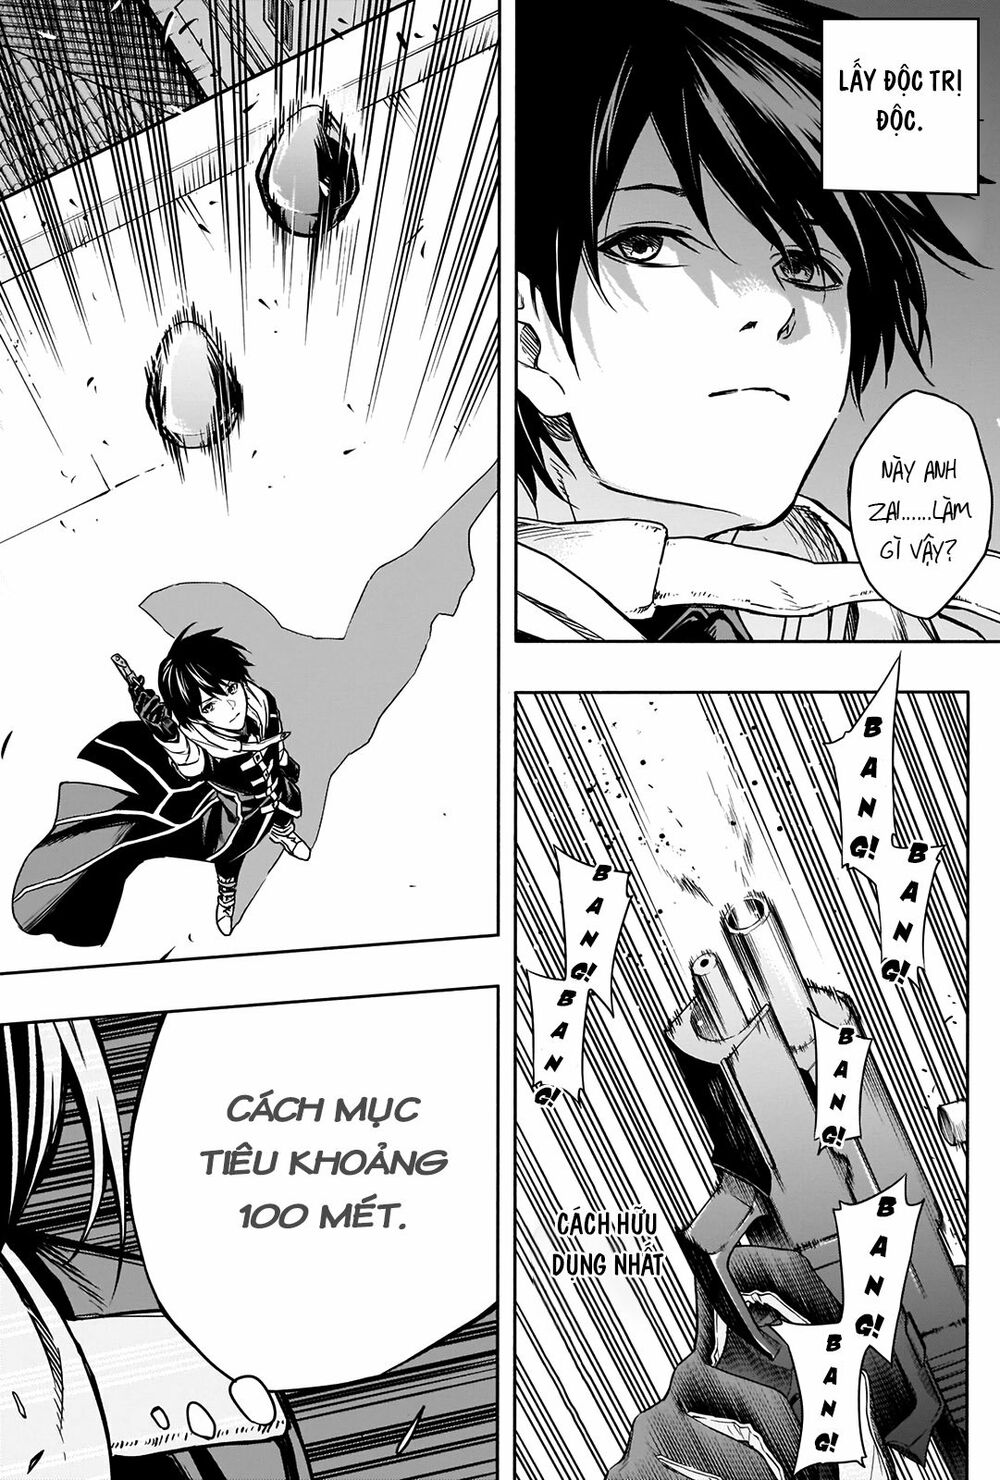 LẤY ĐỘC TRỊ
ĐỘC.
NÀY ANH
ZAI......LÀM
GÌ VẬY?
BANG!
BANG!
BANG!
BANG!
BANG!
BANG!
BANG!
CÁCH HỮU
DỤNG NHẤT
CÁCH MỤC
TIÊU KHOẢNG
100 MÉT.